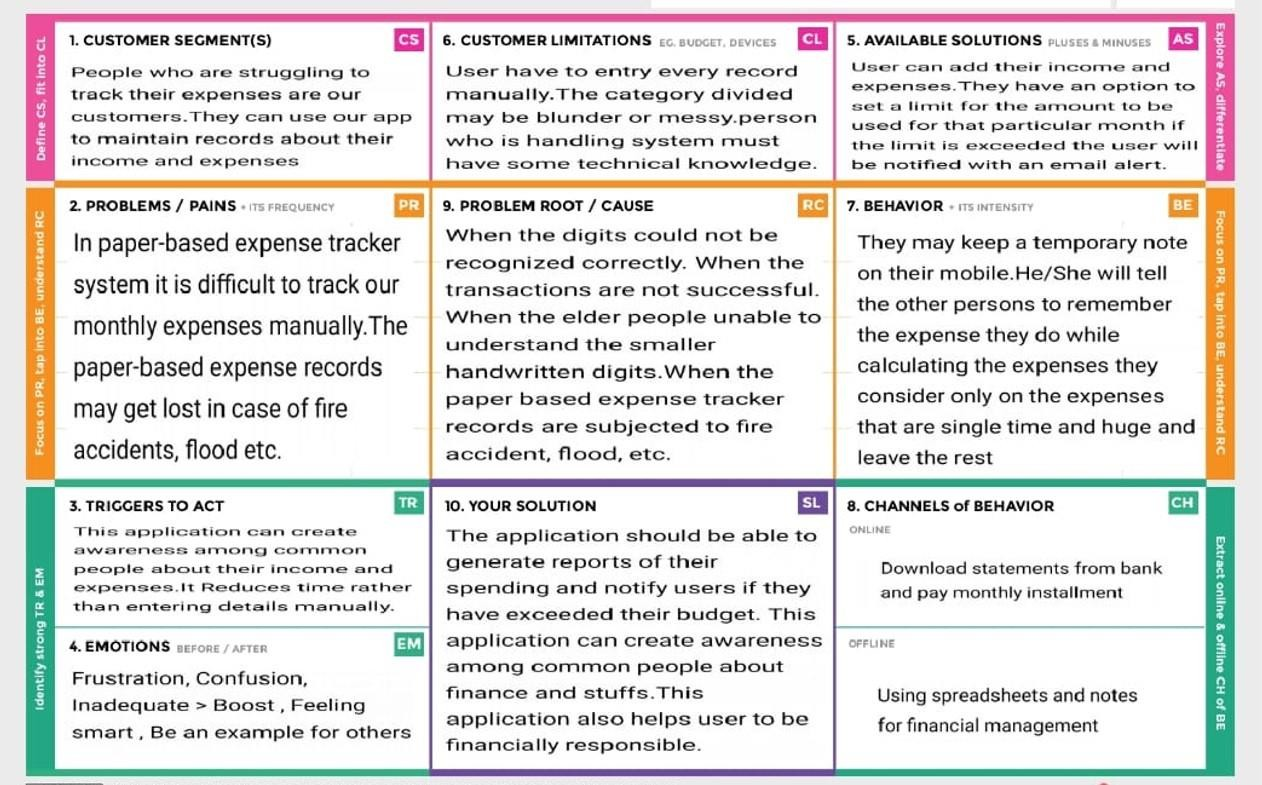 Define CS, fit into CL
1. CUSTOMER SEGMENT(S)
CS
People who are struggling to
track their expenses are our
customers.They can use our app
to maintain records about their
income and expenses
6. CUSTOMER LIMITATIONS EG. BUDGET, DEVICES
CL
User have to entry every record
manually.The category divided
may be blunder or messy.person
who is handling system must
have some technical knowledge.
5. AVAILABLE SOLUTIONS PLUSES & MINUSES
AS
User can add their income and
expenses.They have an option to
set a limit for the amount to be
used for that particular month if
the limit is exceeded the user will
be notified with an email alert.
Explore AS, differentiate
Focus on PR, tap into BE, understand RC
2. PROBLEMS / PAINS + ITS FREQUENCY
PR
In paper-based expense tracker
system it is difficult to track our
monthly expenses manually.The
paper-based expense records
may get lost in case of fire
accidents, flood etc.
9. PROBLEM ROOT / CAUSE
RC
When the digits could not be
recognized correctly. When the
transactions are not successful.
When the elder people unable to
understand the smaller
handwritten digits.When the
paper based expense tracker
records are subjected to fire
accident, flood, etc.
7. BEHAVIOR + ITS INTENSITY
BE
They may keep a temporary note
on their mobile.He/She will tell
the other persons to remember
the expense they do while
calculating the expenses they
consider only on the expenses
that are single time and huge and
leave the rest
Focus on PR, tap into BE, understand RC
Identify strong TR & EM
3. TRIGGERS TO ACT
TR
This application can create
awareness among common
people about their income and
expenses.It Reduces time rather
than entering details manually.
4. EMOTIONS BEFORE / AFTER
EM
Frustration, Confusion,
Inadequate > Boost , Feeling
smart , Be an example for others
10. YOUR SOLUTION
SL
The application should be able to
generate reports of their
spending and notify users if they
have exceeded their budget. This
application can create awareness
among common people about
finance and stuffs.This
application also helps user to be
financially responsible.
8. CHANNELS of BEHAVIOR
CH
ONLINE
Download statements from bank
and pay monthly installment
OFFLINE
Using spreadsheets and notes
for financial management
Extract online & offline CH of BE